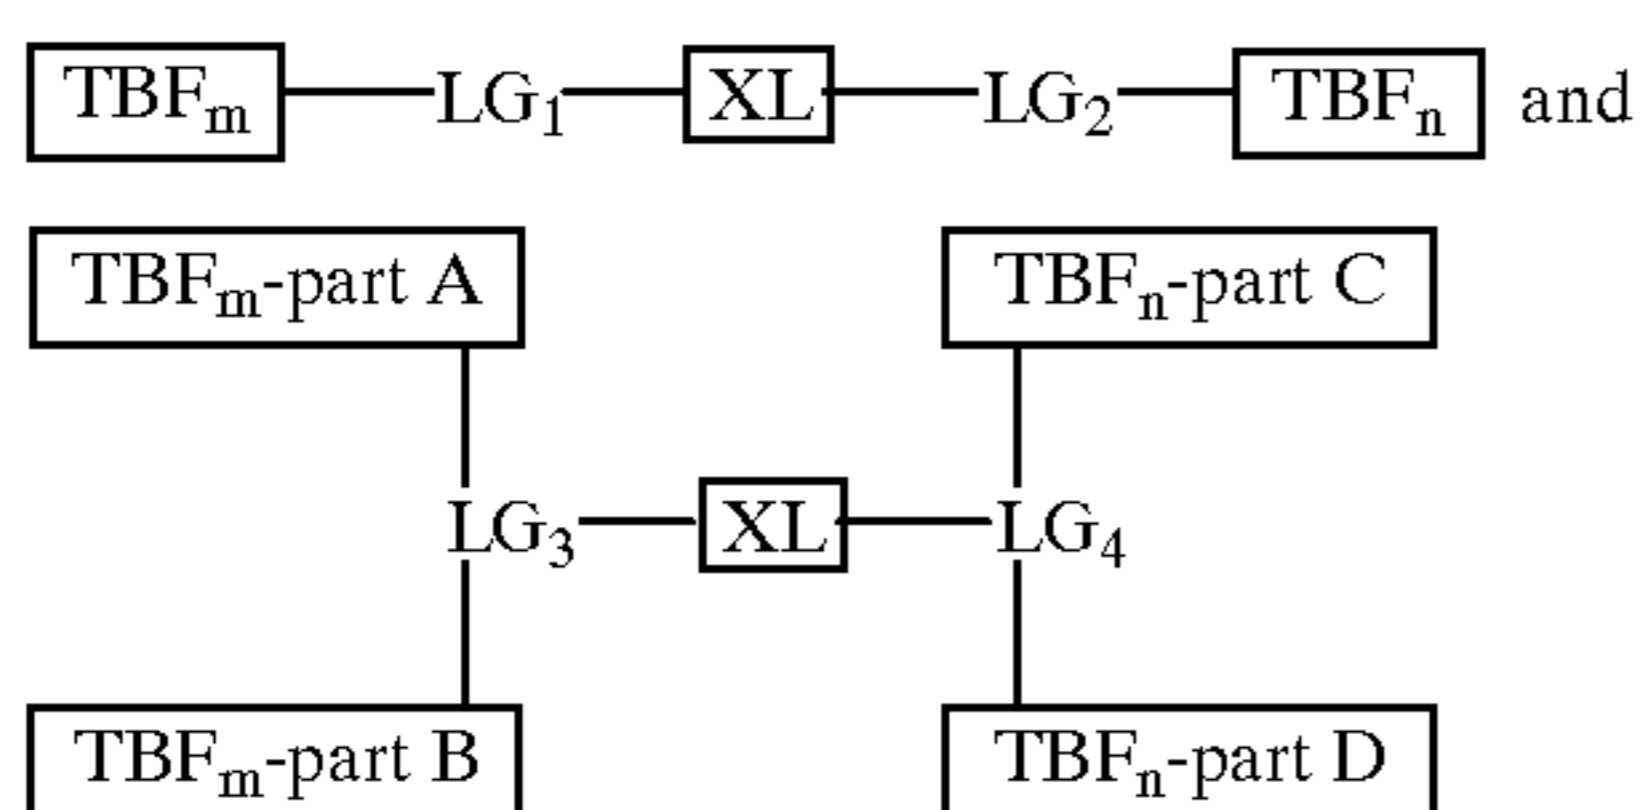 TBFm LG1 XL LG2 TBFn and
TBFm-part A TBFn-part C
LG3 XL LG4
TBFm-part B TBFn-part D